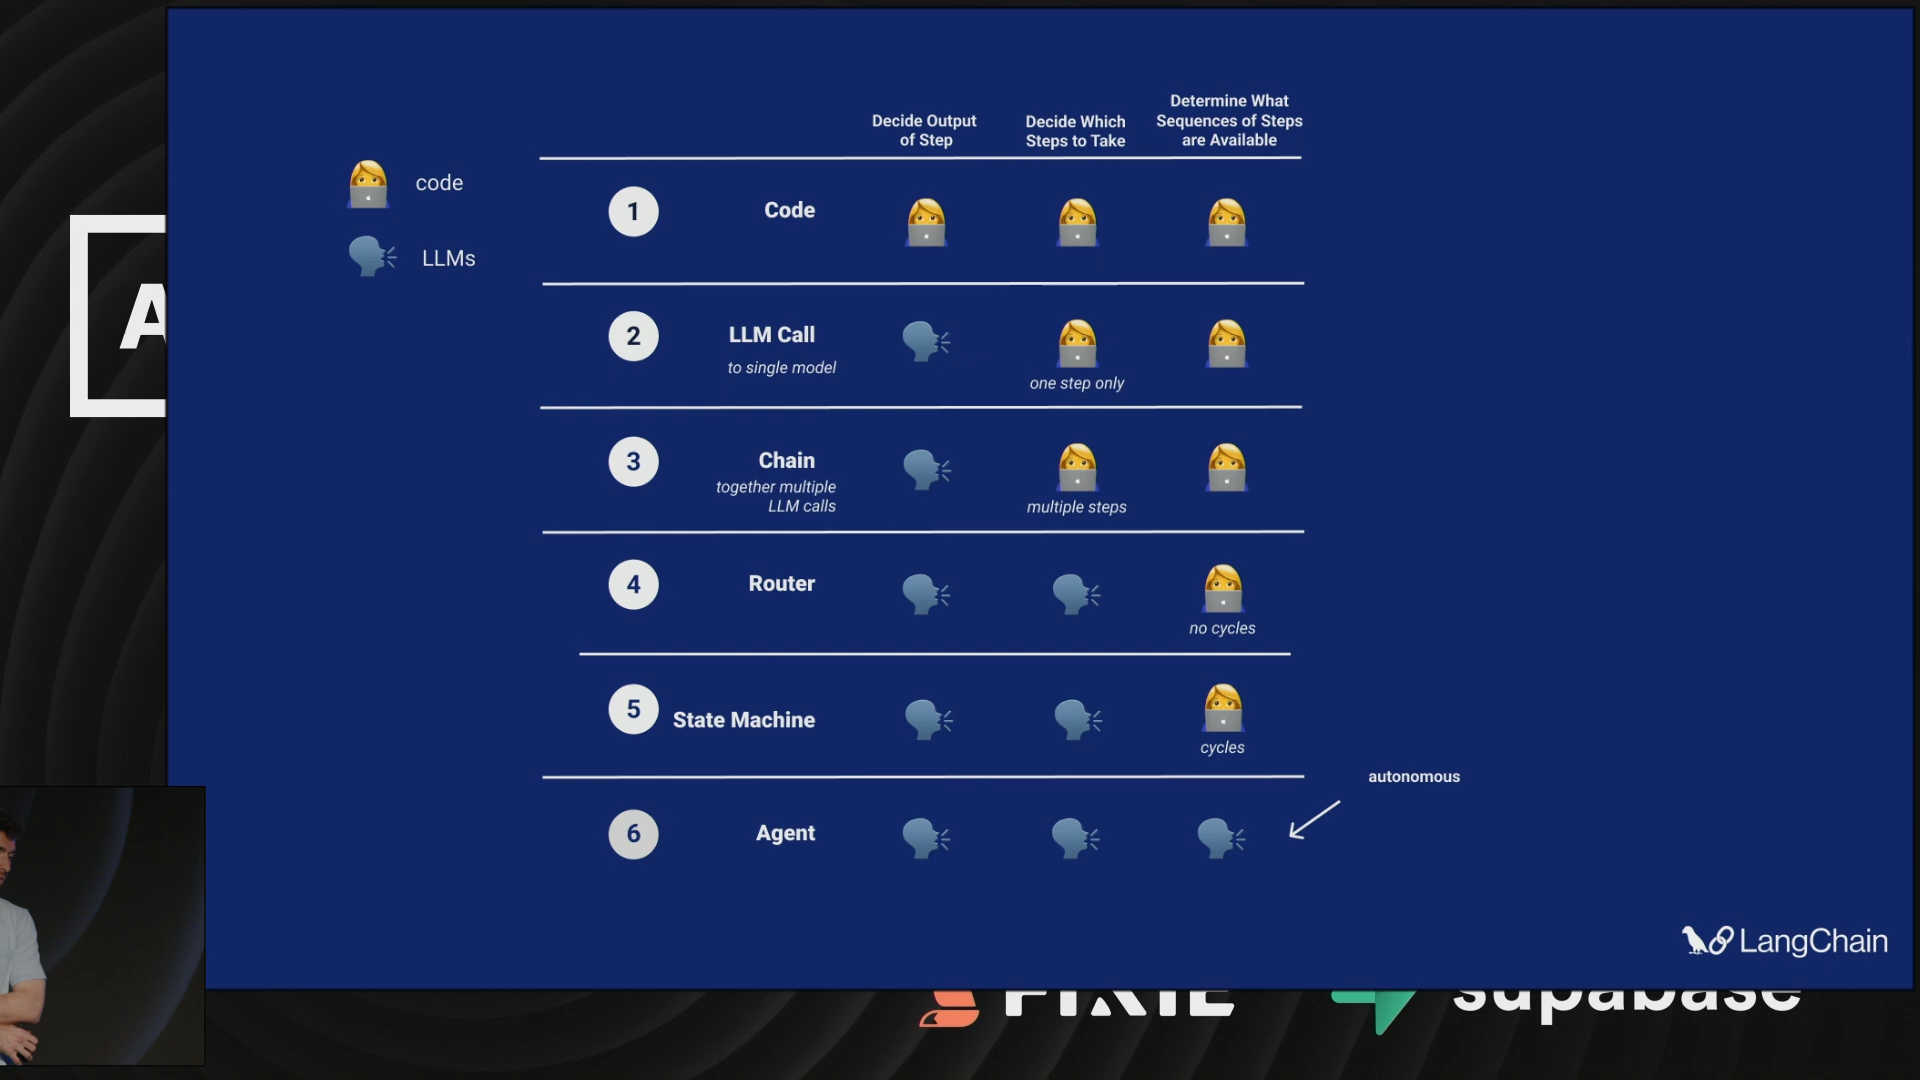 Decide Output
of Step
Decide Which
Steps to Take
Determine What
Sequences of Steps
are Available
code
LLMs
1
Code
2
LLM Call
to single model
one step only
3
Chain
together multiple
LLM calls
multiple steps
4
Router
no cycles
5
State Machine
cycles
autonomous
6
Agent
LangChain
A
FIXIE
supabase